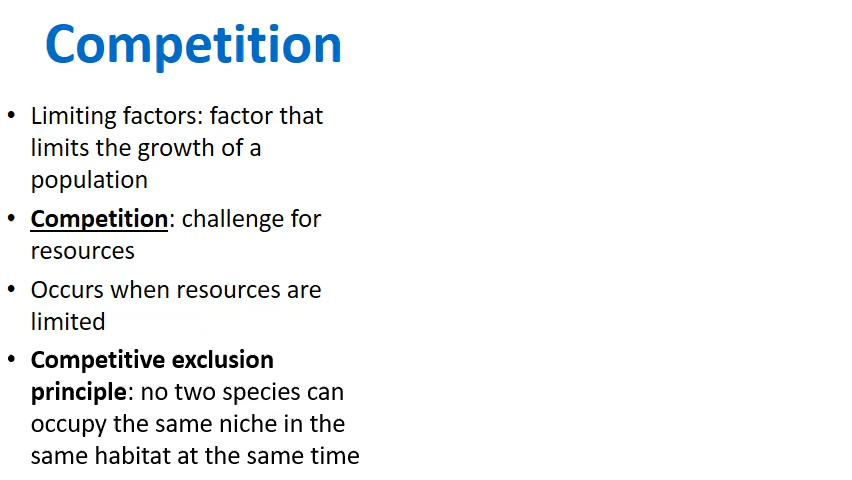 Competition
• Limiting factors: factor that
limits the growth of a
population
• Competition: challenge for
resources
• Occurs when resources are
limited
• Competitive exclusion
principle: no two species can
occupy the same niche in the
same habitat at the same time